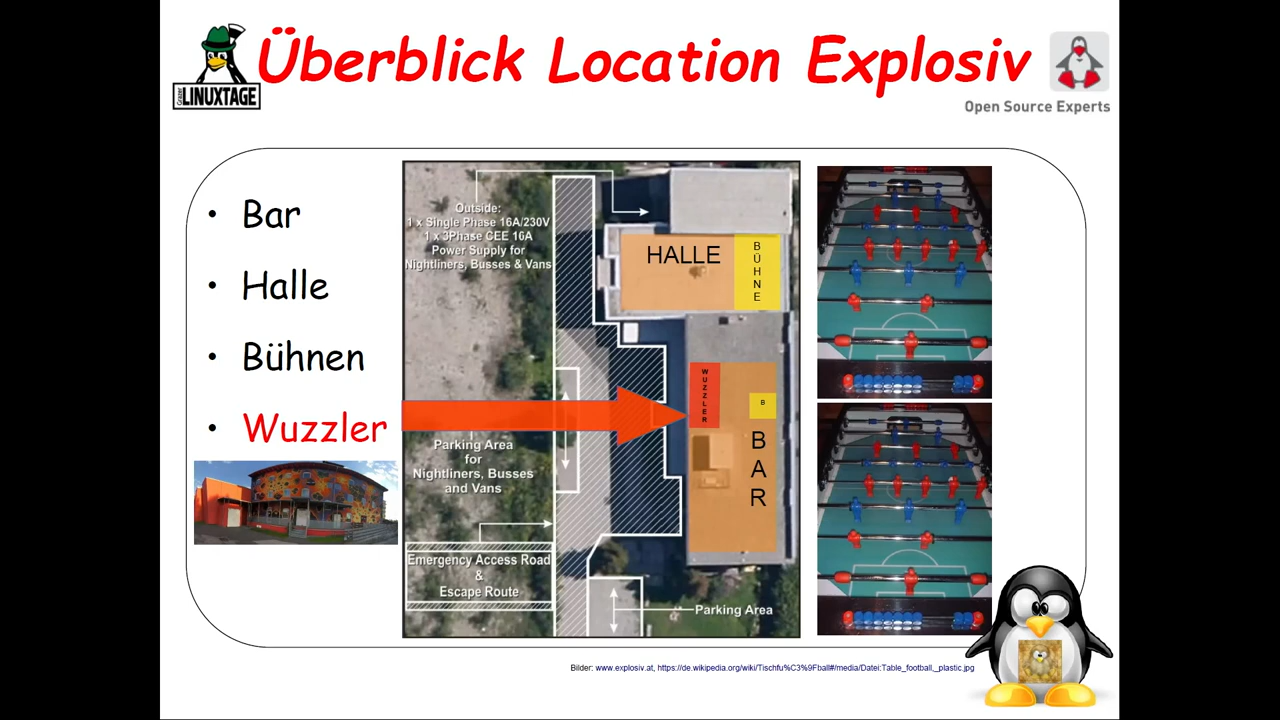 Überblick Location Explosiv
Grazer
LINUXTAGE
Open Source Experts
• Bar
• Halle
• Bühnen
• Wuzzler
Outside:
1 x Single Phase 16A/230V
1 x 3Phase CEE 16A
Power Supply for
Nightliners, Busses & Vans
HALLE
BÜHNE
WUZZLER
B
BAR
Parking Area
for
Nightliners, Busses
and Vans
Emergency Access Road
&
Escape Route
Parking Area
Bilder: www.explosiv.at, https://de.wikipedia.org/wiki/Tischfu%C3%9Fball#/media/Datei:Table_football,_plastic.jpg